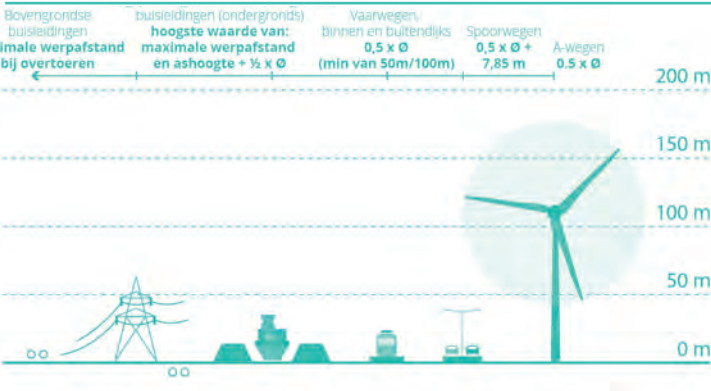 Bovengrondse
buisleidingen
imale werpafstand
bij overtoeren
buisleidingen (ondergronds)
hoogste waarde van:
maximale werpafstand
en ashoogte + ½ x Ø
Vaarwegen,
binnen en buitendijks
0,5 x Ø
(min van 50m/100m)
Spoorwegen
0,5 x Ø +
7,85 m
A-wegen
0.5 x Ø
200 m
150 m
100 m
50 m
0 m